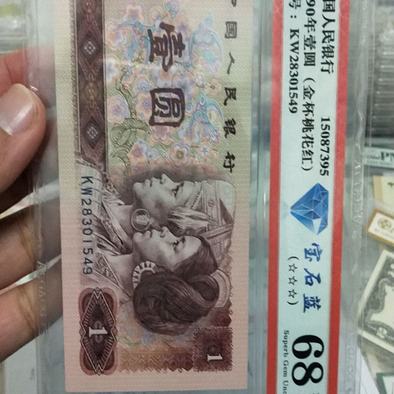 中国人民银行
壹圆
KW28301549
1
1
国人民银行
90年壹圆（金杯桃花红）
号：KW28301549
15087395
宝石蓝
（☆☆☆）
68
Superb Gem Unc